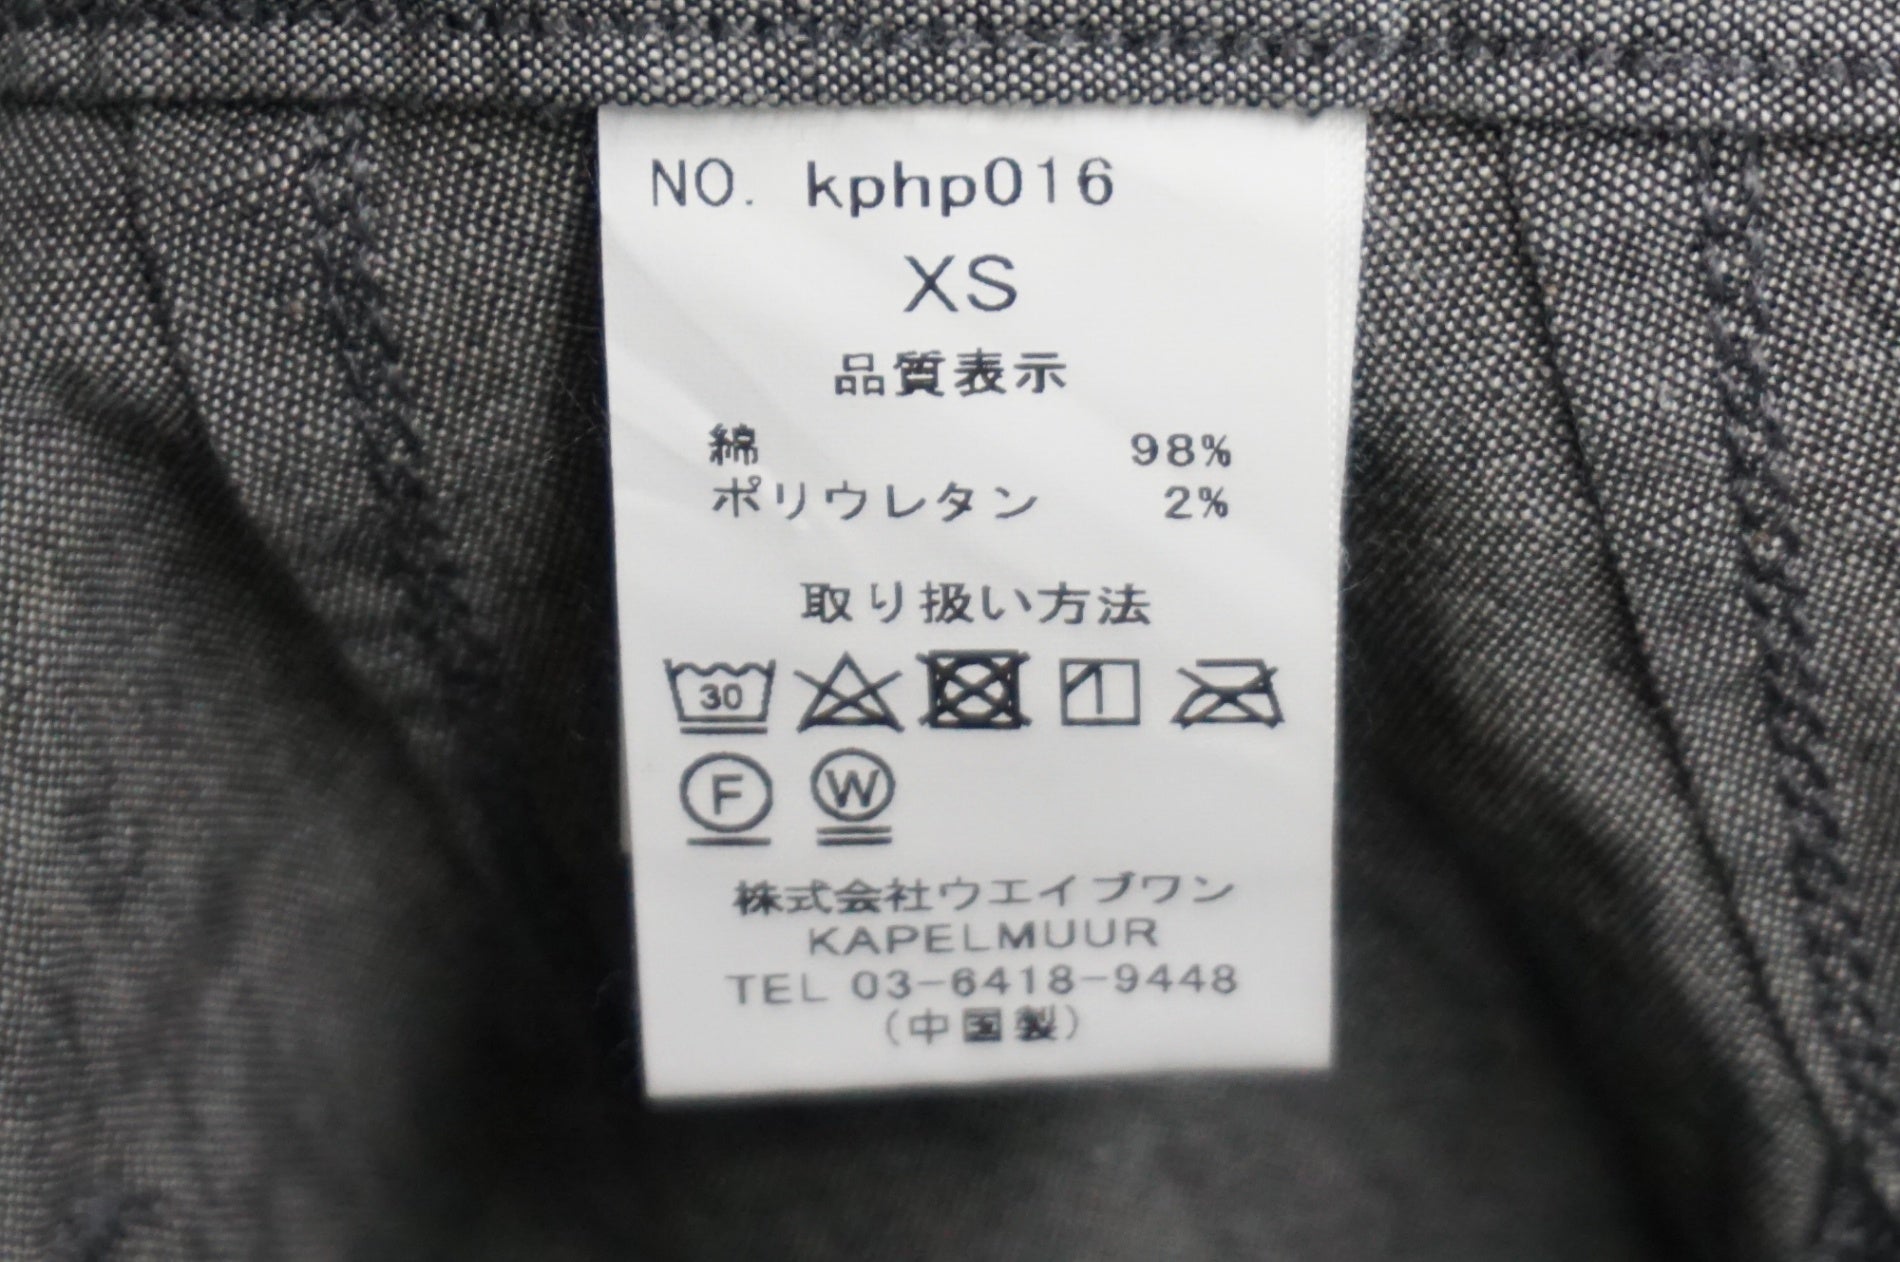 NO. kphp016
XS
品質表示
綿 98%
ポリウレタン 2%
取り扱い方法
30
F W
株式会社ウエイブワン
KAPELMUUR
TEL 03-6418-9448
(中国製)